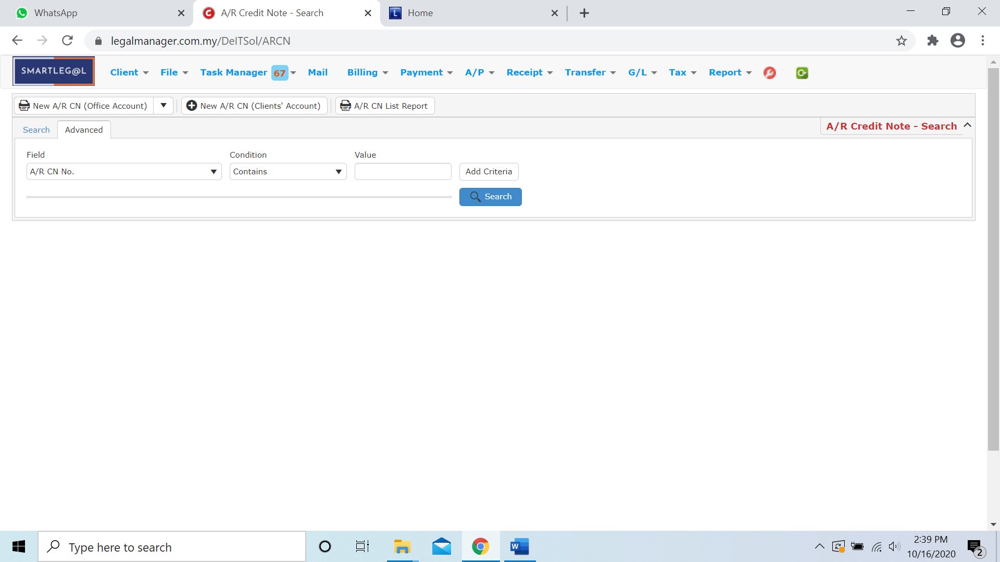 WhatsApp
A/R Credit Note - Search
Home
legalmanager.com.my/DeITSol/ARCN
SMARTLEG@L
Client File Task Manager 67 Mail Billing Payment A/P Receipt Transfer G/L Tax Report
New A/R CN (Office Account) New A/R CN (Clients' Account) A/R CN List Report
Search Advanced A/R Credit Note - Search
Field Condition Value
A/R CN No. Contains Add Criteria
Search
Type here to search
2:39 PM
10/16/2020
2